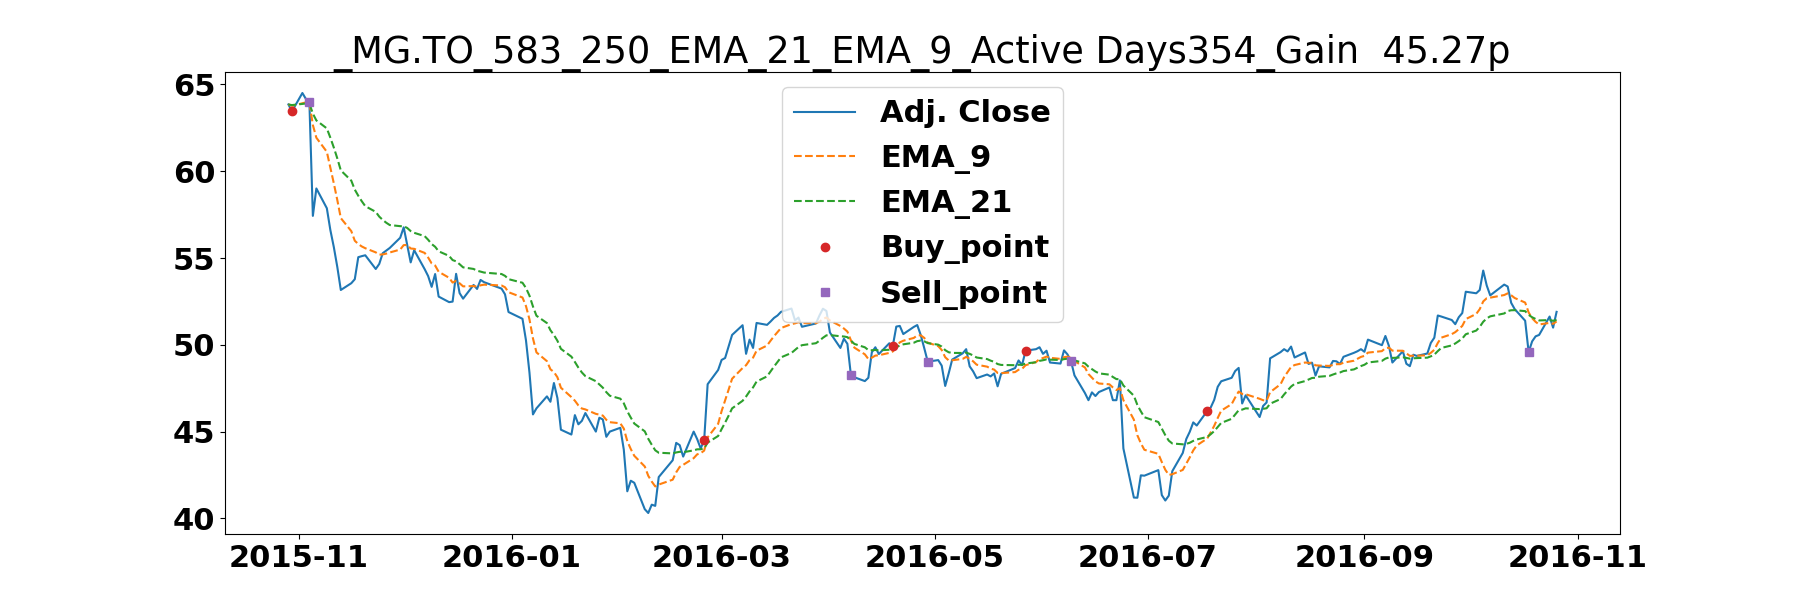 _MG.TO_583_250_EMA_21_EMA_9_Active Days354_Gain  45.27p
65
60
55
50
45
40
Adj. Close
EMA_9
EMA_21
Buy_point
Sell_point
2015-11 2016-01 2016-03 2016-05 2016-07 2016-09 2016-11